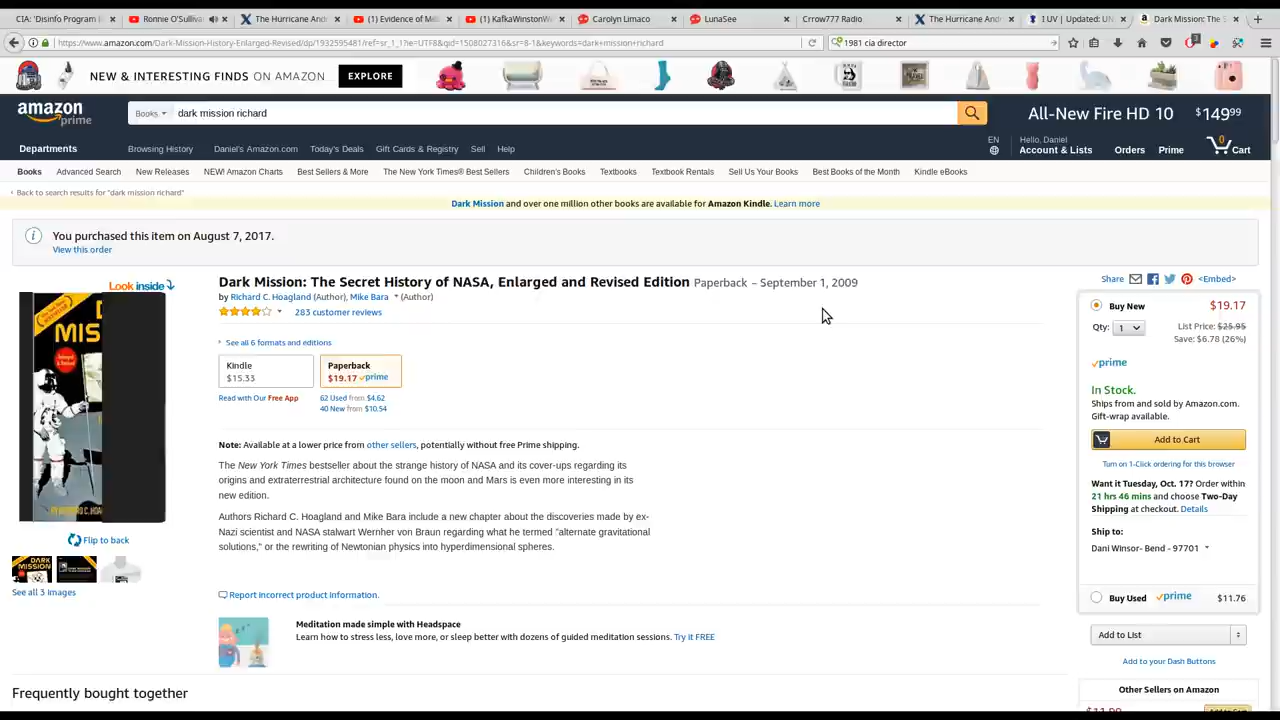 CIA: 'Disinfo Program
Ronnie O'Sulliva
The Hurricane And
(1) Evidence of M
(1) KafkaWinstonW
Carolyn Limaco
LunaSee
Crrow777 Radio
The Hurricane And
! UV | Updated: UN
Dark Mission: The S
https://www.amazon.com/Dark-Mission-History-Enlarged-Revised/dp/1932595481/ref=sr_1_1?ie=UTF8&qid=1508027316&sr=8-1&keywords=dark+mission+richard
1981 cia director
3
NEW & INTERESTING FINDS ON AMAZON
EXPLORE
amazon prime
Books
dark mission richard
All-New Fire HD 10 $149.99
Departments
Browsing History
Daniel's Amazon.com
Today's Deals
Gift Cards & Registry
Sell
Help
EN
Hello, Daniel
Account & Lists
Orders
Prime
0
Cart
Books
Advanced Search
New Releases
NEW! Amazon Charts
Best Sellers & More
The New York Times® Best Sellers
Children's Books
Textbooks
Textbook Rentals
Sell Us Your Books
Best Books of the Month
Kindle eBooks
‹ Back to search results for "dark mission richard"
Dark Mission and over one million other books are available for Amazon Kindle. Learn more
You purchased this item on August 7, 2017.
View this order
Look inside
DARK
MIS
Flip to back
DARK MISSION
See all 3 images
Dark Mission: The Secret History of NASA, Enlarged and Revised Edition Paperback – September 1, 2009
by Richard C. Hoagland (Author), Mike Bara (Author)
283 customer reviews
See all 6 formats and editions
Kindle
$15.33
Paperback
$19.17 prime
Read with Our Free App
62 Used from $4.62
40 New from $10.54
Note: Available at a lower price from other sellers, potentially without free Prime shipping.
The New York Times bestseller about the strange history of NASA and its cover-ups regarding its
origins and extraterrestrial architecture found on the moon and Mars is even more interesting in its
new edition.
Authors Richard C. Hoagland and Mike Bara include a new chapter about the discoveries made by ex-
Nazi scientist and NASA stalwart Wernher von Braun regarding what he termed "alternate gravitational
solutions," or the rewriting of Newtonian physics into hyperdimensional spheres.
Report incorrect product information.
Meditation made simple with Headspace
Learn how to stress less, love more, or sleep better with dozens of guided meditation sessions. Try it FREE
Frequently bought together
Share
<Embed>
Buy New
$19.17
Qty: 1
List Price: $25.95
Save: $6.78 (26%)
prime
In Stock.
Ships from and sold by Amazon.com.
Gift-wrap available.
Add to Cart
Turn on 1-Click ordering for this browser
Want it Tuesday, Oct. 17? Order within
21 hrs 46 mins and choose Two-Day
Shipping at checkout. Details
Ship to:
Dani Winsor- Bend - 97701
Buy Used
prime
$11.76
Add to List
Add to your Dash Buttons
Other Sellers on Amazon